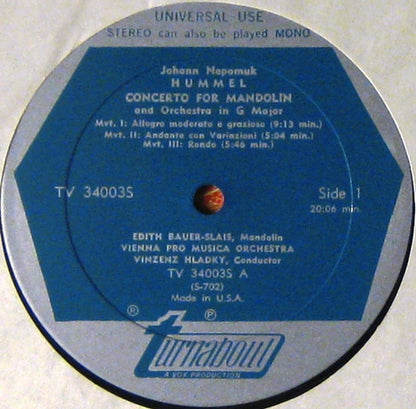 UNIVERSAL USE
STEREO can also be played MONO
Johann Nepomuk
HUMMEL
CONCERTO FOR MANDOLIN
and Orchestra in G Major
Mvt. I: Allegro moderato e grazioso (9:13 min.)
Mvt. II: Andante con Variazioni (5:04 min.)
Mvt. III: Rondo (5:46 min.)
TV 34003S
Side 1
20:06 min.
EDITH BAUER-SLAIS, Mandolin
VIENNA PRO MUSICA ORCHESTRA
VINZENZ HLADKY, Conductor
TV 34003S A
(S-702)
Made in U.S.A.
® ℗
turnabout
A VOX PRODUCTION